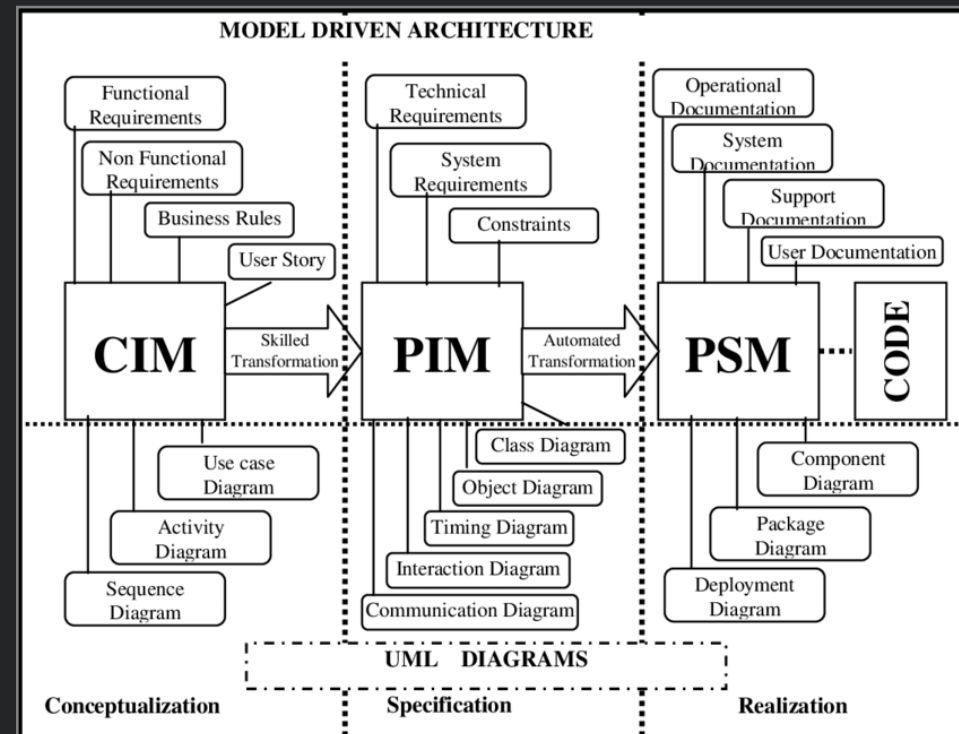 MODEL DRIVEN ARCHITECTURE
Functional
Requirements
Non Functional
Requirements
Business Rules
User Story
Technical
Requirements
System
Requirements
Constraints
Operational
Documentation
System
Documentation
Support
Documentation
User Documentation
CIM
Skilled
Transformation
PIM
Automated
Transformation
PSM
CODE
Use case
Diagram
Activity
Diagram
Sequence
Diagram
Class Diagram
Object Diagram
Timing Diagram
Interaction Diagram
Communication Diagram
Component
Diagram
Package
Diagram
Deployment
Diagram
UML DIAGRAMS
Conceptualization
Specification
Realization